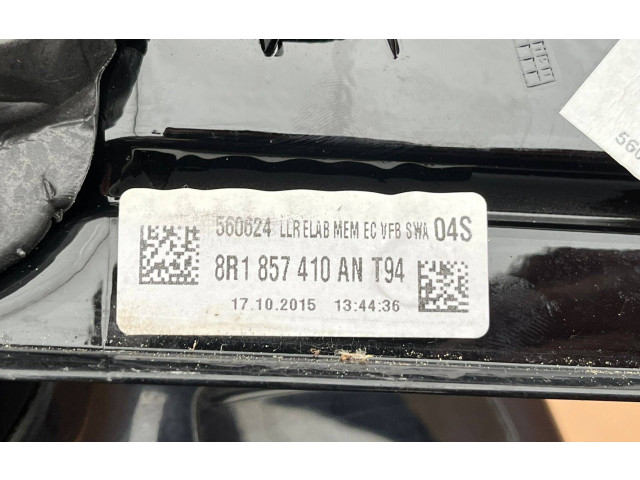 560624 LLR ELAB MEM EC VFB SWA 04S
8R1 857 410 AN T94
17.10.2015 13:44:36
560